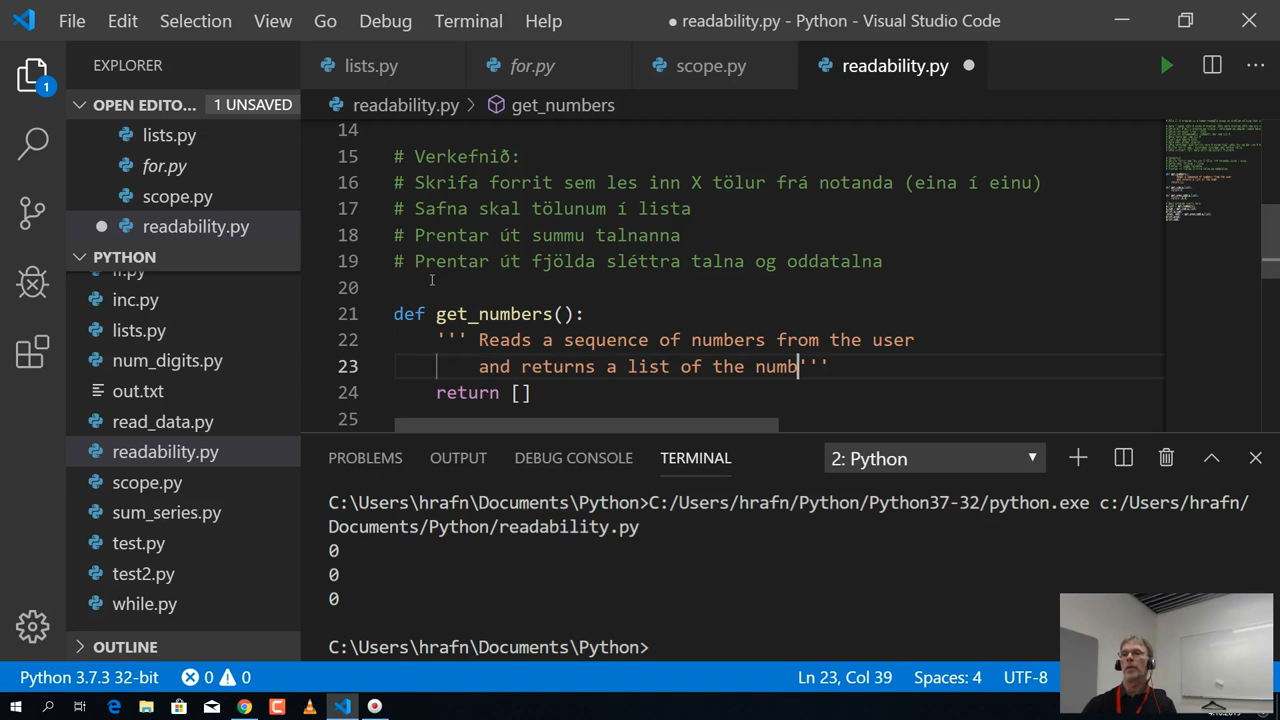 File Edit Selection View Go Debug Terminal Help ● readability.py - Python - Visual Studio Code
EXPLORER
lists.py for.py scope.py readability.py
OPEN EDITO... 1 UNSAVED
lists.py
for.py
scope.py
readability.py
PYTHON
inc.py
lists.py
num_digits.py
out.txt
read_data.py
readability.py
scope.py
sum_series.py
test.py
test2.py
while.py
OUTLINE
readability.py > get_numbers
14
15 # Verkefnið:
16 # Skrifa forrit sem les inn X tölur frá notanda (eina í einu)
17 # Safna skal tölunum í lista
18 # Prentar út summu talnanna
19 # Prentar út fjölda sléttra talna og oddatalna
20
21 def get_numbers():
22 ''' Reads a sequence of numbers from the user
23 and returns a list of the numb'''
24 return []
25
PROBLEMS OUTPUT DEBUG CONSOLE TERMINAL 2: Python
C:\Users\hrafn\Documents\Python>C:/Users/hrafn/Python/Python37-32/python.exe c:/Users/hrafn/
Documents/Python/readability.py
0
0
0
C:\Users\hrafn\Documents\Python>
Python 3.7.3 32-bit 0 0 Ln 23, Col 39 Spaces: 4 UTF-8